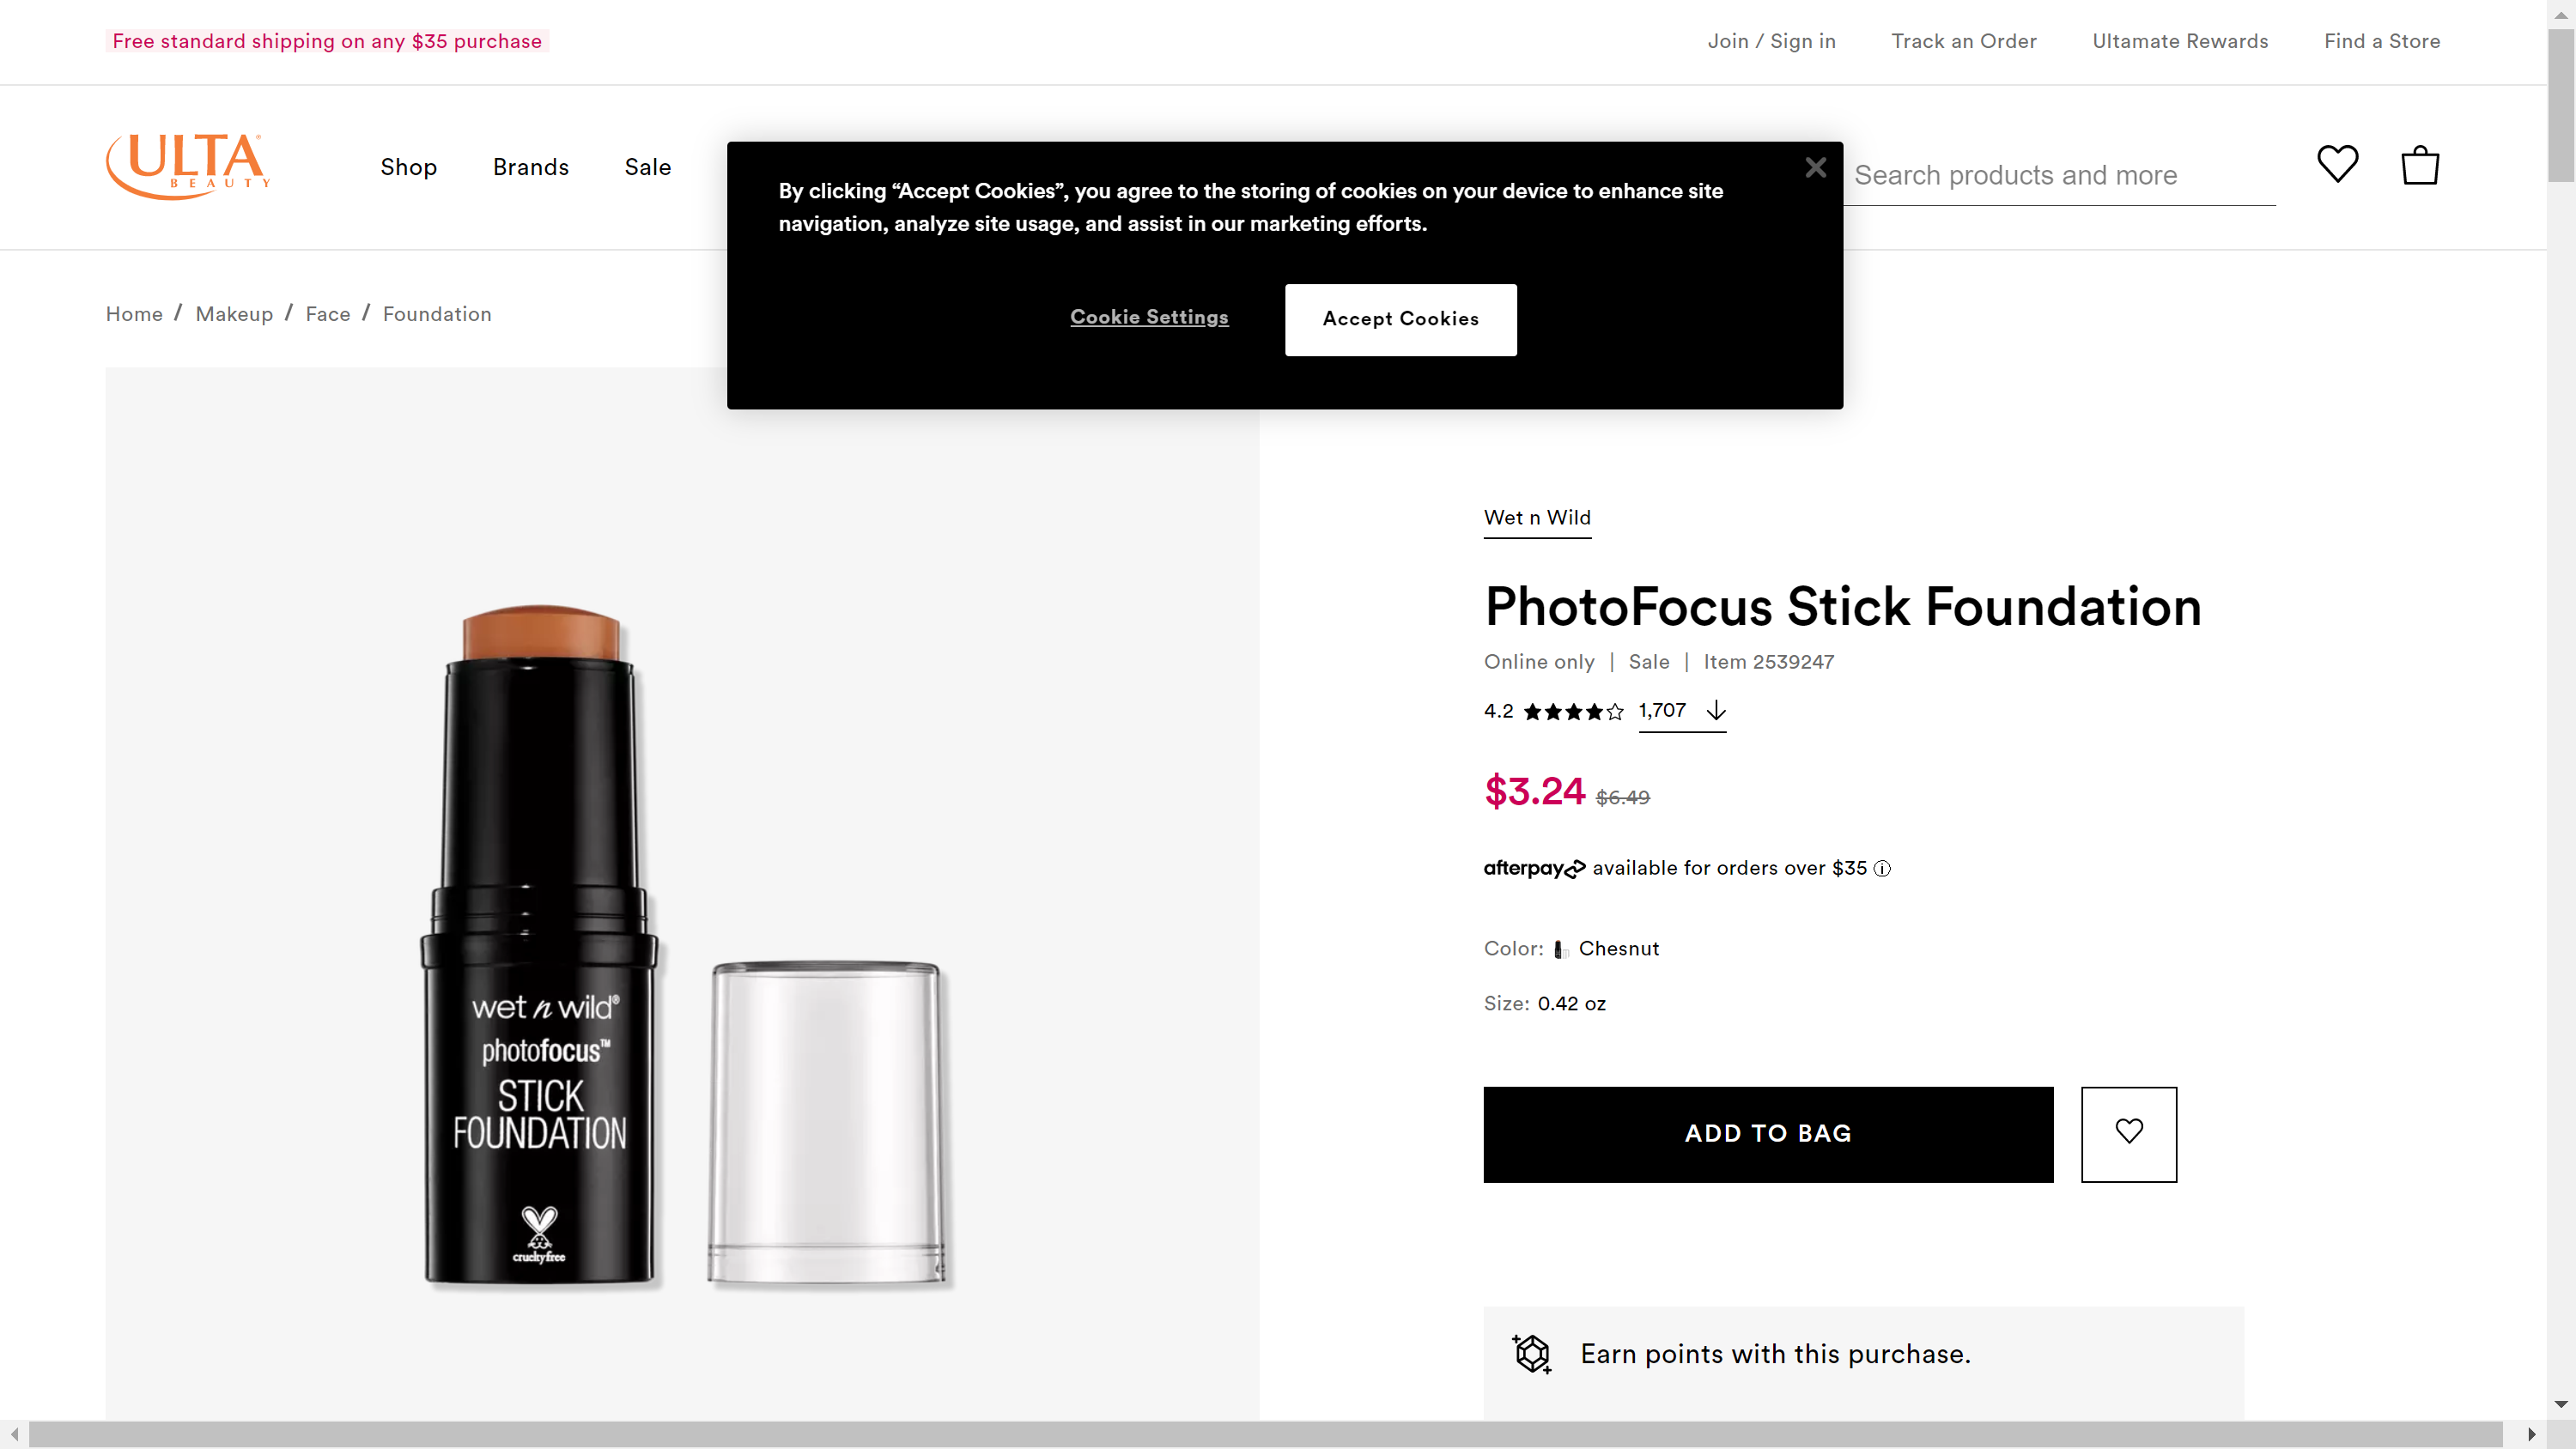 Free standard shipping on any $35 purchase
Join / Sign in
Track an Order
Ultamate Rewards
Find a Store
ULTA
BEAUTY
Shop
Brands
Sale
Search products and more
By clicking “Accept Cookies”, you agree to the storing of cookies on your device to enhance site
navigation, analyze site usage, and assist in our marketing efforts.
Cookie Settings
Accept Cookies
Home / Makeup / Face / Foundation
Wet n Wild
PhotoFocus Stick Foundation
Online only | Sale | Item 2539247
4.2
1,707
$3.24 $6.49
afterpay available for orders over $35
Color: Chesnut
Size: 0.42 oz
ADD TO BAG
Earn points with this purchase.
wet n wild®
photofocus™
STICK
FOUNDATION
crueltyfree